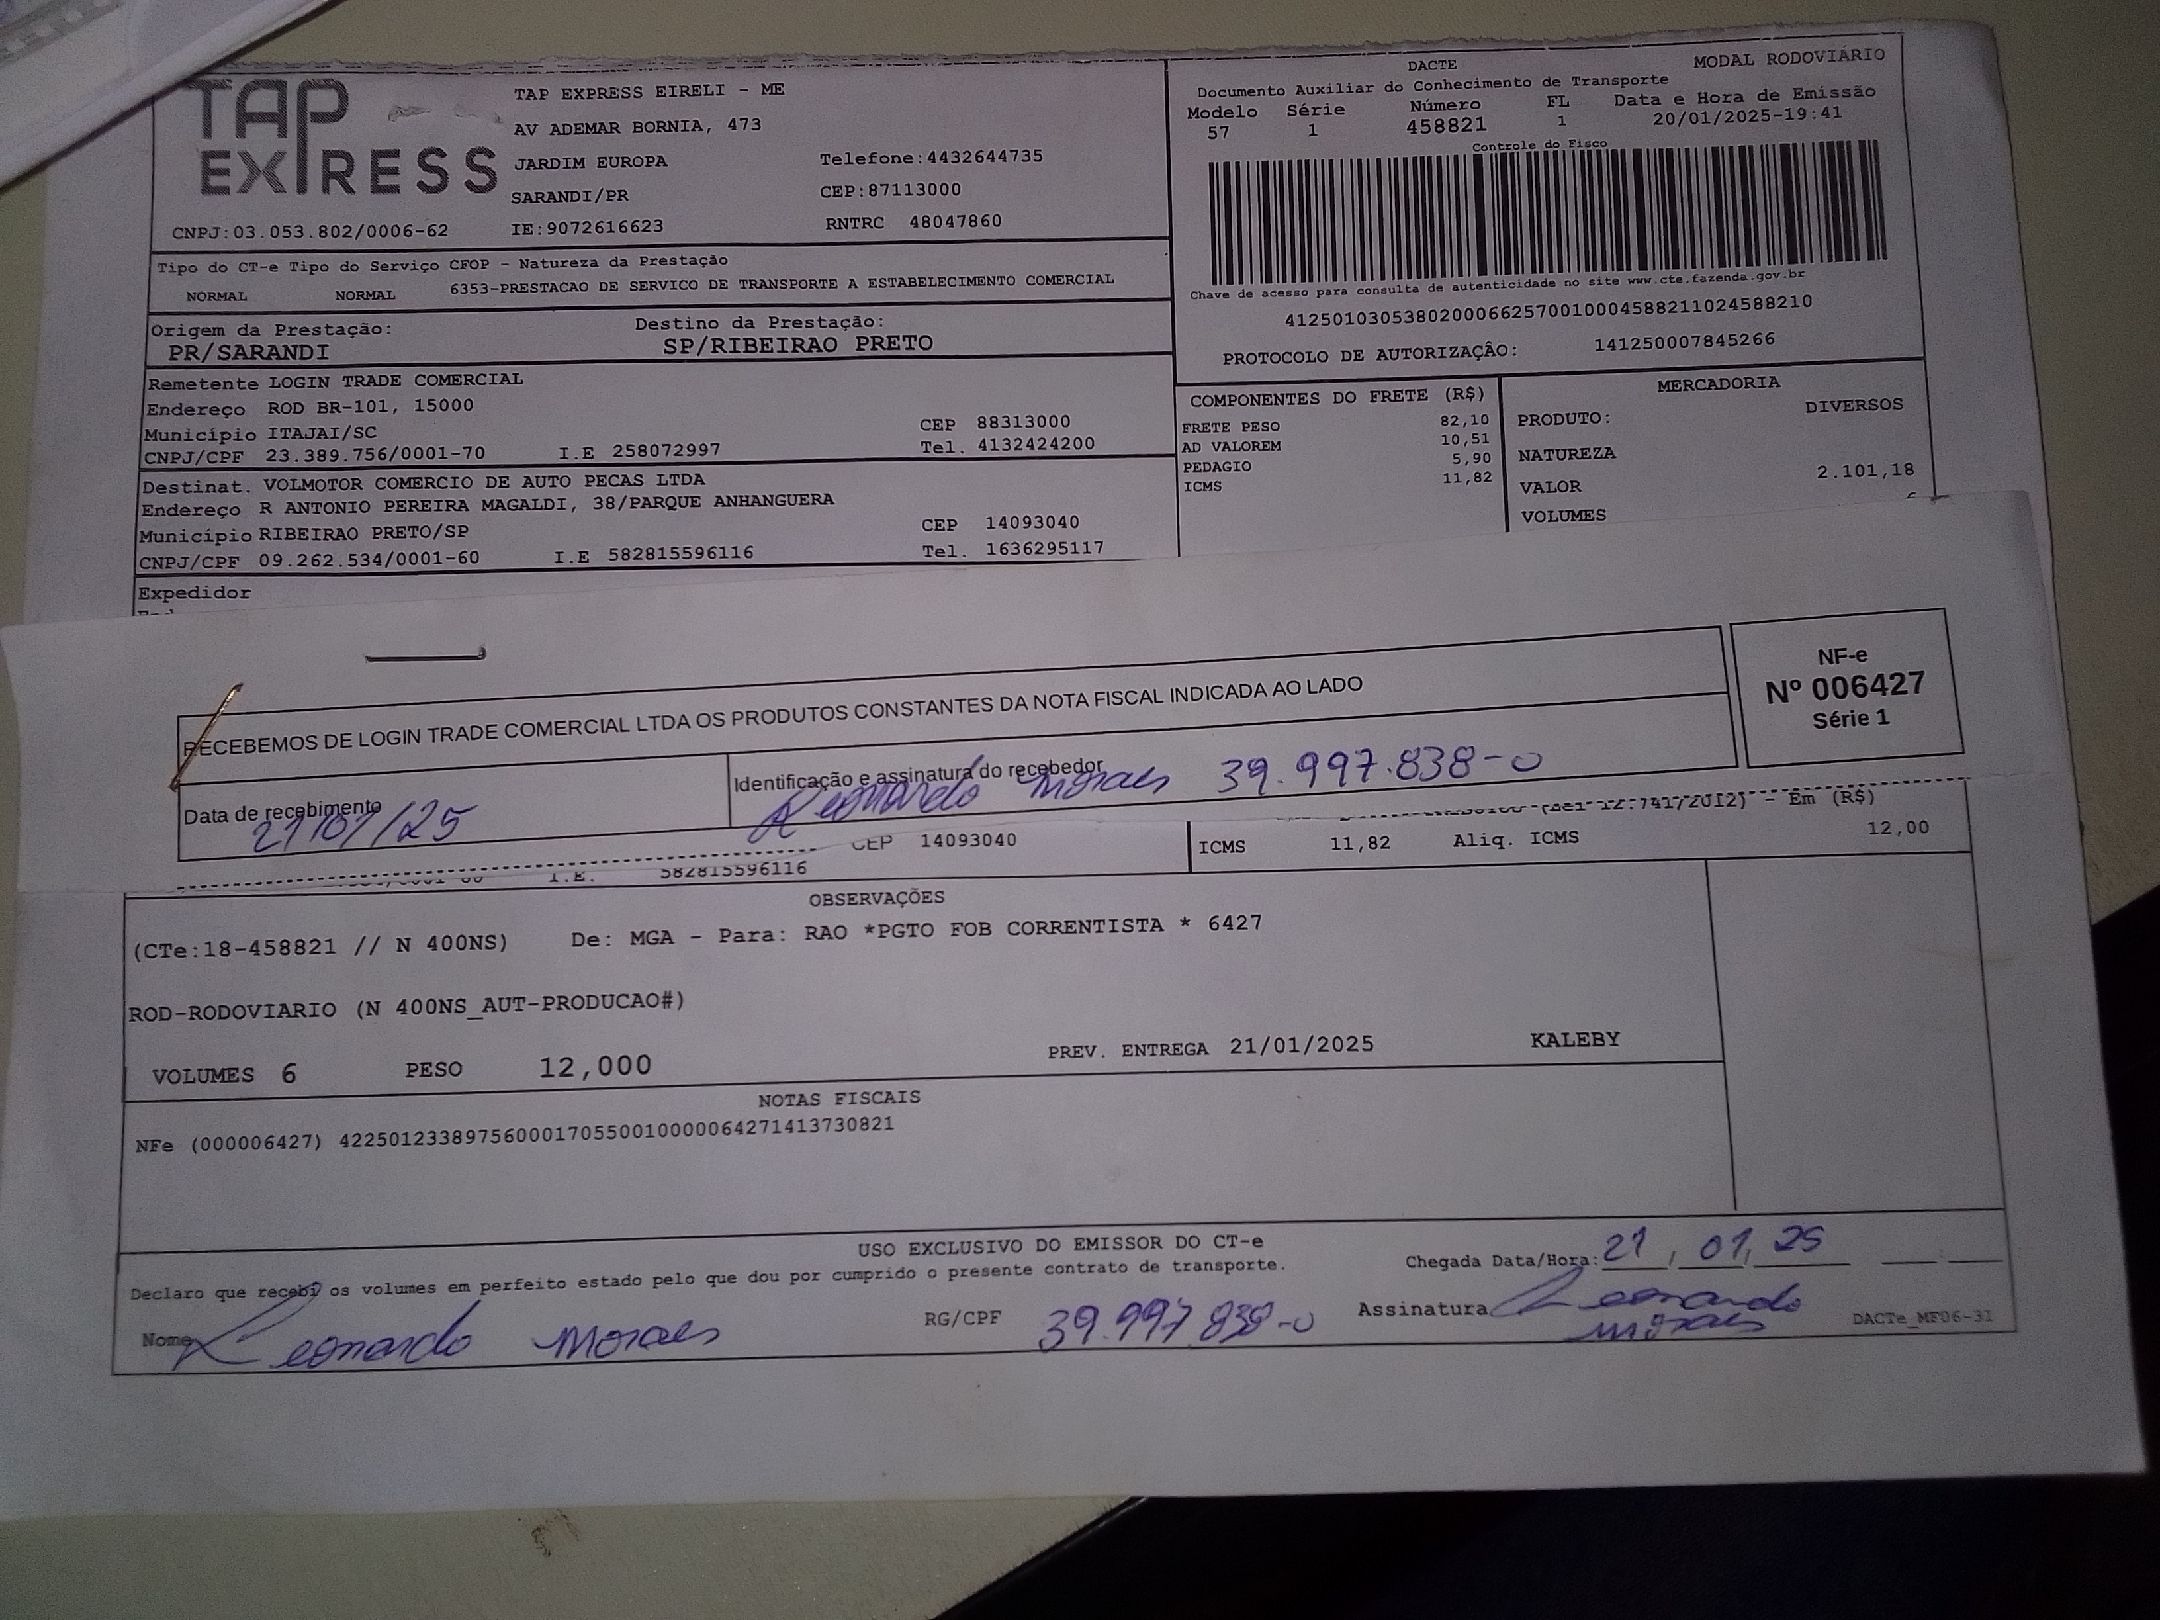 TAP EXPRESS
TAP EXPRESS EIRELI - ME
AV ADEMAR BORNIA, 473
JARDIM EUROPA Telefone:4432644735
SARANDI/PR CEP:87113000
CNPJ:03.053.802/0006-62 IE:9072616623 RNTRC 48047860
DACTE MODAL RODOVIÁRIO
Documento Auxiliar do Conhecimento de Transporte
Modelo Série Número FL Data e Hora de Emissão
57 1 458821 1 20/01/2025-19:41
Controle do Fisco
Chave de acesso para consulta de autenticidade no site www.cte.fazenda.gov.br
41250103053802000662570010004588211024588210
PROTOCOLO DE AUTORIZAÇÃO: 141250007845266
Tipo do CT-e Tipo do Serviço CFOP - Natureza da Prestação
NORMAL NORMAL 6353-PRESTACAO DE SERVICO DE TRANSPORTE A ESTABELECIMENTO COMERCIAL
Origem da Prestação: Destino da Prestação:
PR/SARANDI SP/RIBEIRAO PRETO
Remetente LOGIN TRADE COMERCIAL
Endereço ROD BR-101, 15000
Município ITAJAI/SC CEP 88313000
CNPJ/CPF 23.389.756/0001-70 I.E 258072997 Tel. 4132424200
Destinat. VOLMOTOR COMERCIO DE AUTO PECAS LTDA
Endereço R ANTONIO PEREIRA MAGALDI, 38/PARQUE ANHANGUERA
Município RIBEIRAO PRETO/SP CEP 14093040
CNPJ/CPF 09.262.534/0001-60 I.E 582815596116 Tel. 1636295117
Expedidor
COMPONENTES DO FRETE (R$)
FRETE PESO 82,10
AD VALOREM 10,51
PEDAGIO 5,90
ICMS 11,82
MERCADORIA
PRODUTO: DIVERSOS
NATUREZA
VALOR 2.101,18
VOLUMES
RECEBEMOS DE LOGIN TRADE COMERCIAL LTDA OS PRODUTOS CONSTANTES DA NOTA FISCAL INDICADA AO LADO
NF-e
Nº 006427
Série 1
Data de recebimento
21/01/25
Identificação e assinatura do recebedor
Leonardo Moraes 39.997.838-0
(Lei 12.741/2012) - Em (R$)
CEP 14093040 ICMS 11,82 Aliq. ICMS 12,00
I.E. 582815596116
OBSERVAÇÕES
(CTe:18-458821 // N 400NS) De: MGA - Para: RAO *PGTO FOB CORRENTISTA * 6427
ROD-RODOVIARIO (N 400NS_AUT-PRODUCAO#)
VOLUMES 6 PESO 12,000 PREV. ENTREGA 21/01/2025 KALEBY
NOTAS FISCAIS
NFe (000006427) 42250123389756000170550010000064271413730821
USO EXCLUSIVO DO EMISSOR DO CT-e
Declaro que recebi os volumes em perfeito estado pelo que dou por cumprido o presente contrato de transporte.
Chegada Data/Hora: 21, 01, 25
Nome Leonardo Moraes RG/CPF 39.997.838-0 Assinatura Leonardo Moraes
DACTe_MF06-31